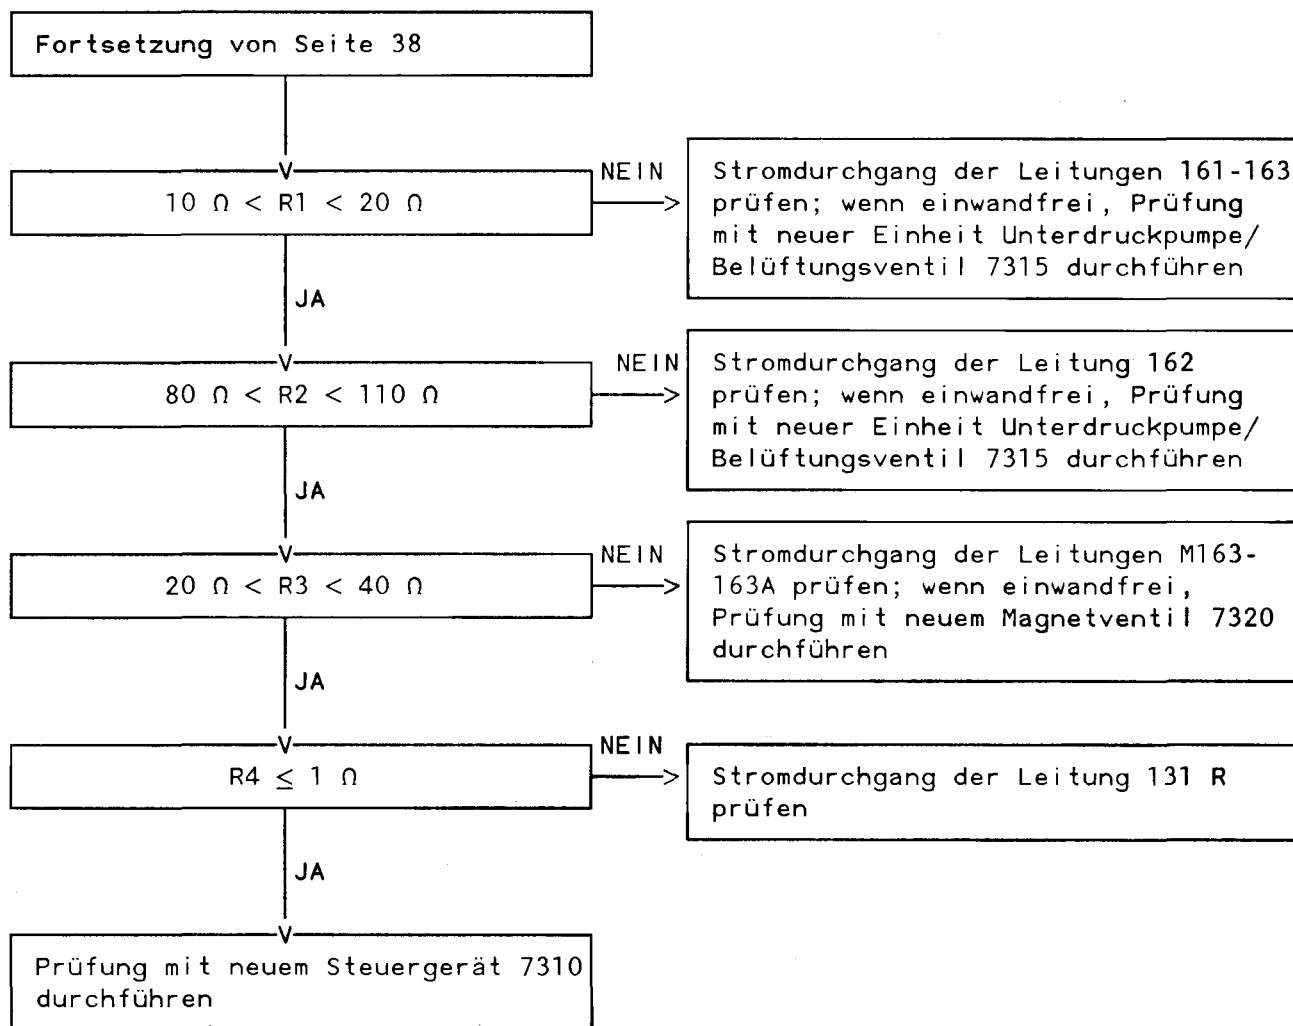 Fortsetzung von Seite 38
10 Ω < R1 < 20 Ω
NEIN
Stromdurchgang der Leitungen 161-163
prüfen; wenn einwandfrei, Prüfung
mit neuer Einheit Unterdruckpumpe/
Belüftungsventil 7315 durchführen
JA
80 Ω < R2 < 110 Ω
NEIN
Stromdurchgang der Leitung 162
prüfen; wenn einwandfrei, Prüfung
mit neuer Einheit Unterdruckpumpe/
Belüftungsventil 7315 durchführen
JA
20 Ω < R3 < 40 Ω
NEIN
Stromdurchgang der Leitungen M163-
163A prüfen; wenn einwandfrei,
Prüfung mit neuem Magnetventil 7320
durchführen
JA
R4 ≤ 1 Ω
NEIN
Stromdurchgang der Leitung 131 R
prüfen
JA
Prüfung mit neuem Steuergerät 7310
durchführen